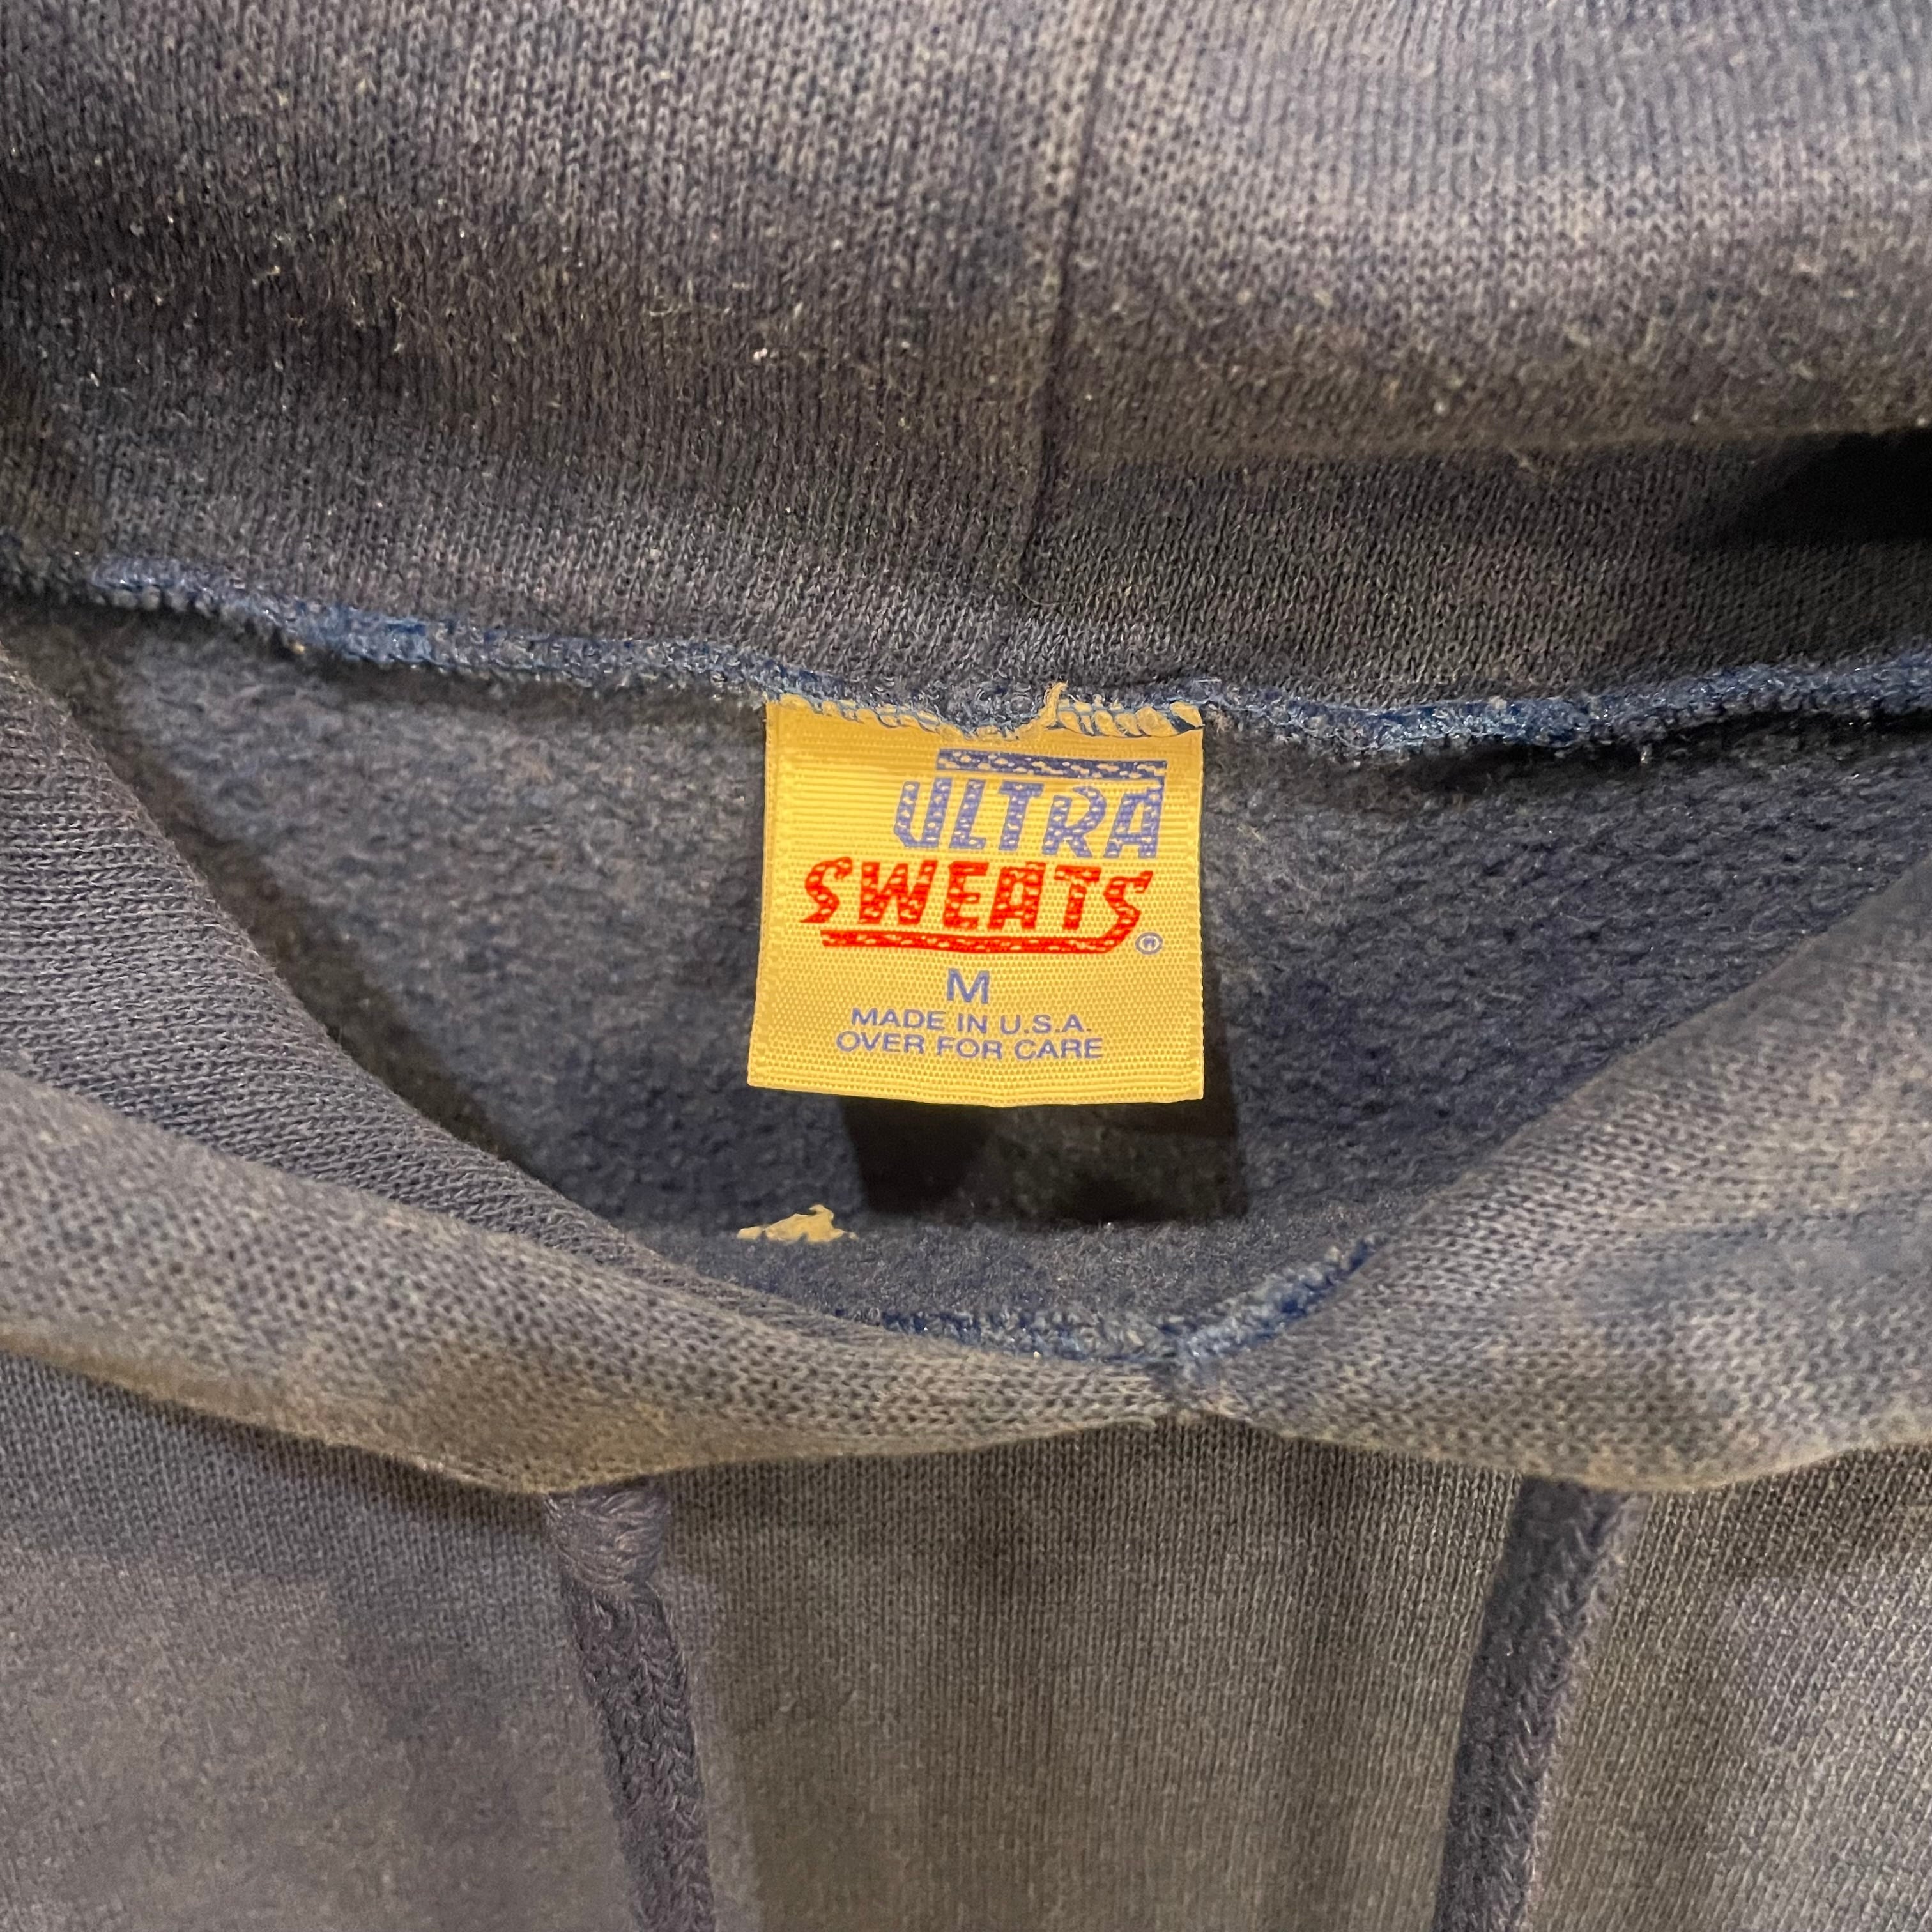 ULTRA
SWEATS®
M
MADE IN U.S.A.
OVER FOR CARE